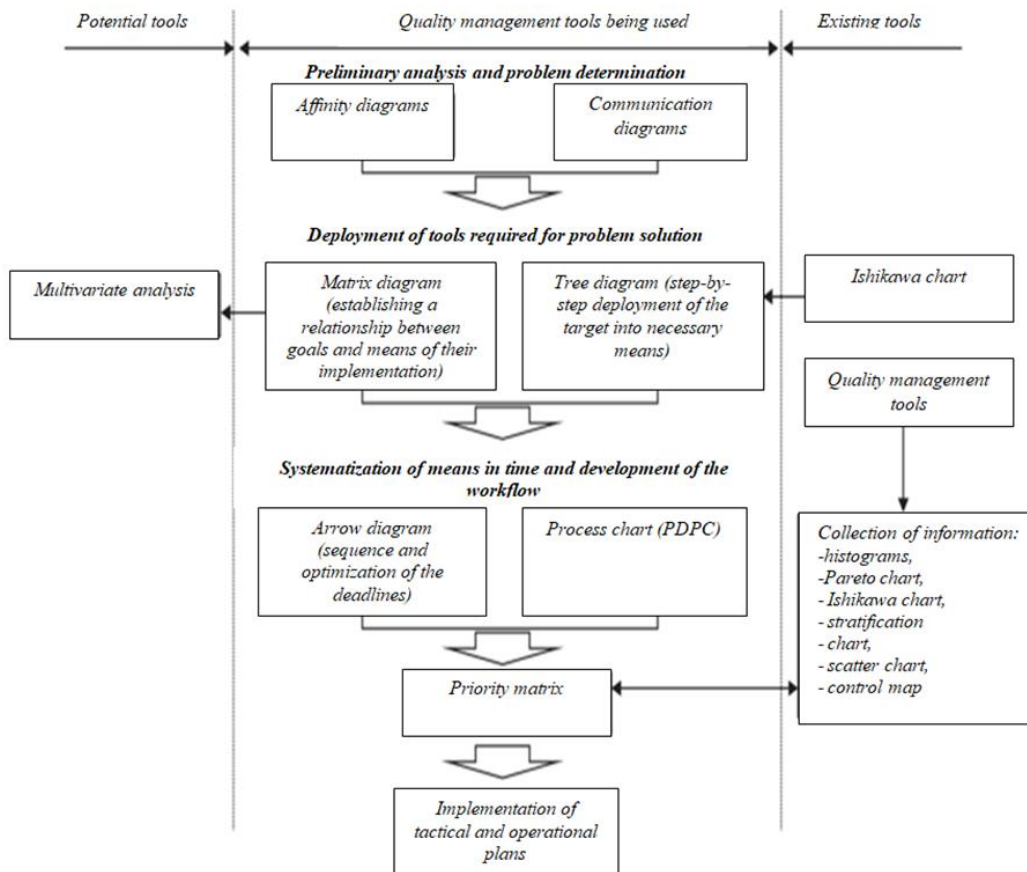 Potential tools
Quality management tools being used
Existing tools
Preliminary analysis and problem determination
Affinity diagrams
Communication
diagrams
Deployment of tools required for problem solution
Multivariate analysis
Matrix diagram
(establishing a
relationship between
goals and means of their
implementation)
Tree diagram (step-by-
step deployment of the
target into necessary
means)
Ishikawa chart
Quality management
tools
Systematization of means in time and development of the
workflow
Arrow diagram
(sequence and
optimization of the
deadlines)
Process chart (PDPC)
Collection of information:
-histograms,
-Pareto chart,
- Ishikawa chart,
- stratification
- chart,
- scatter chart,
- control map
Priority matrix
Implementation of
tactical and operational
plans